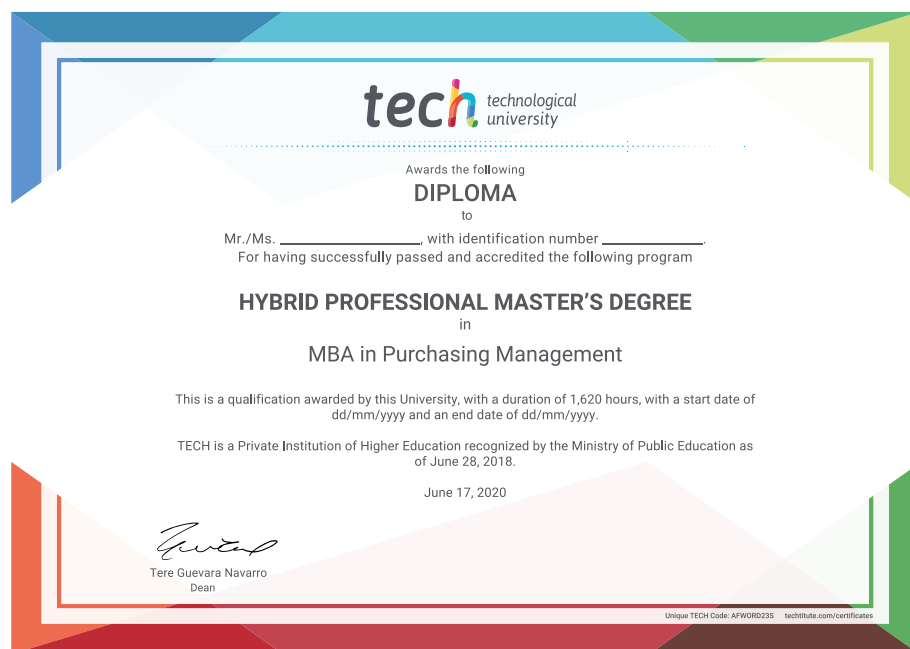 tech technological
university
Awards the following
DIPLOMA
to
Mr./Ms. ____________________, with identification number ______________.
For having successfully passed and accredited the following program
HYBRID PROFESSIONAL MASTER’S DEGREE
in
MBA in Purchasing Management
This is a qualification awarded by this University, with a duration of 1,620 hours, with a start date of
dd/mm/yyyy and an end date of dd/mm/yyyy.
TECH is a Private Institution of Higher Education recognized by the Ministry of Public Education as
of June 28, 2018.
June 17, 2020
Tere Guevara Navarro
Dean
Unique TECH Code: AFWORD23S techtitute.com/certificates